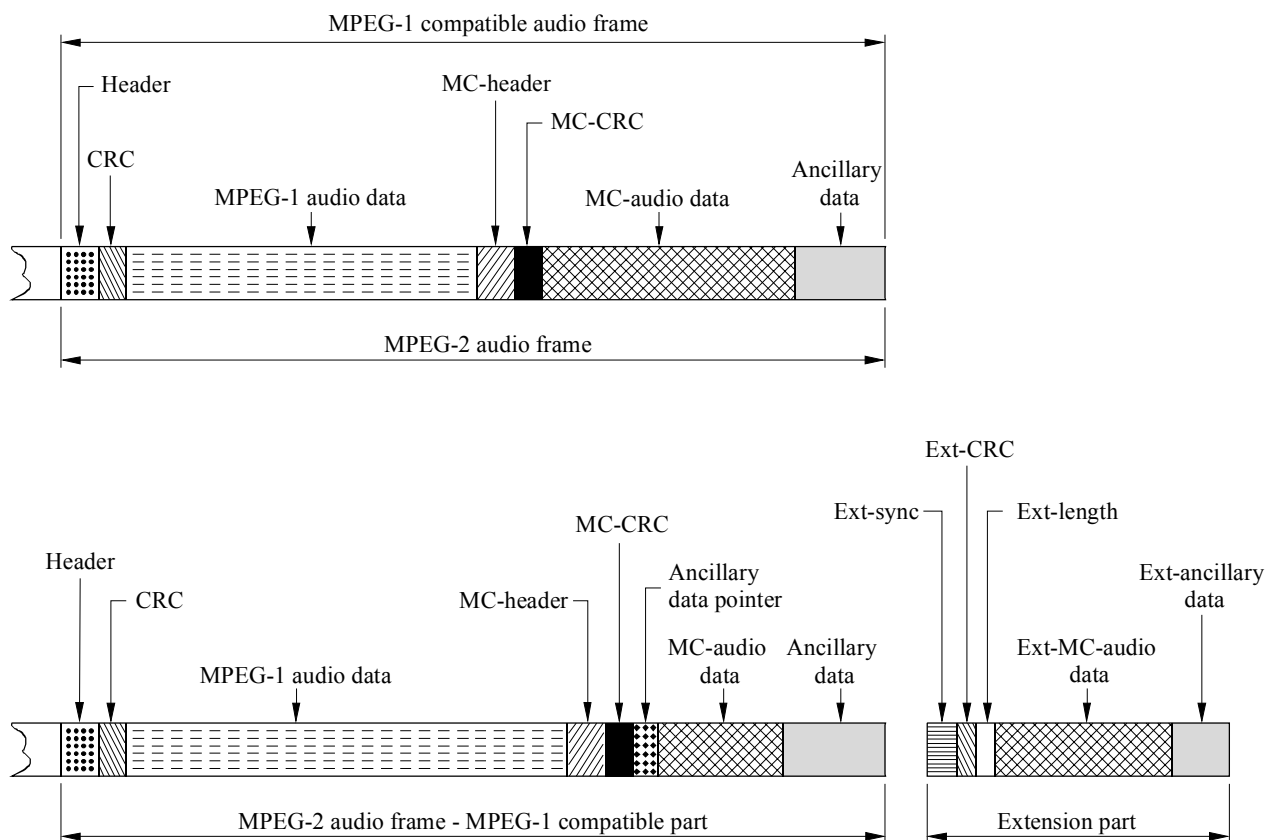 MPEG-1 compatible audio frame
Header
MC-header
MC-CRC
CRC
MPEG-1 audio data
MC-audio data
Ancillary
data
MPEG-2 audio frame
Ext-CRC
Ext-sync
Ext-length
MC-CRC
Header
Ancillary
data pointer
Ext-ancillary
data
CRC
MC-header
MPEG-1 audio data
MC-audio
data
Ancillary
data
Ext-MC-audio
data
MPEG-2 audio frame - MPEG-1 compatible part
Extension part